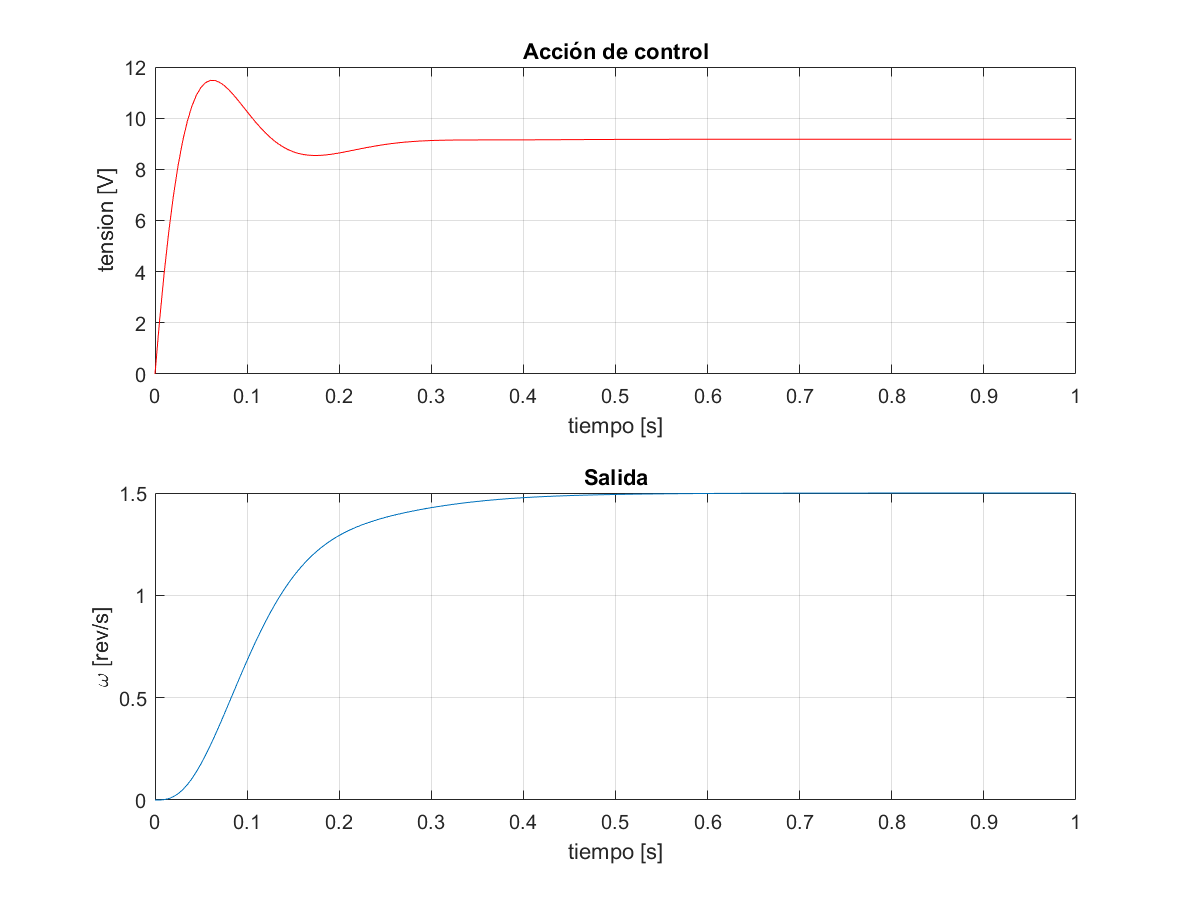 Acción de control
12
10
8
6
4
2
0
tension [V]
0 0.1 0.2 0.3 0.4 0.5 0.6 0.7 0.8 0.9 1
tiempo [s]
Salida
1.5
1
0.5
0
ω [rev/s]
0 0.1 0.2 0.3 0.4 0.5 0.6 0.7 0.8 0.9 1
tiempo [s]